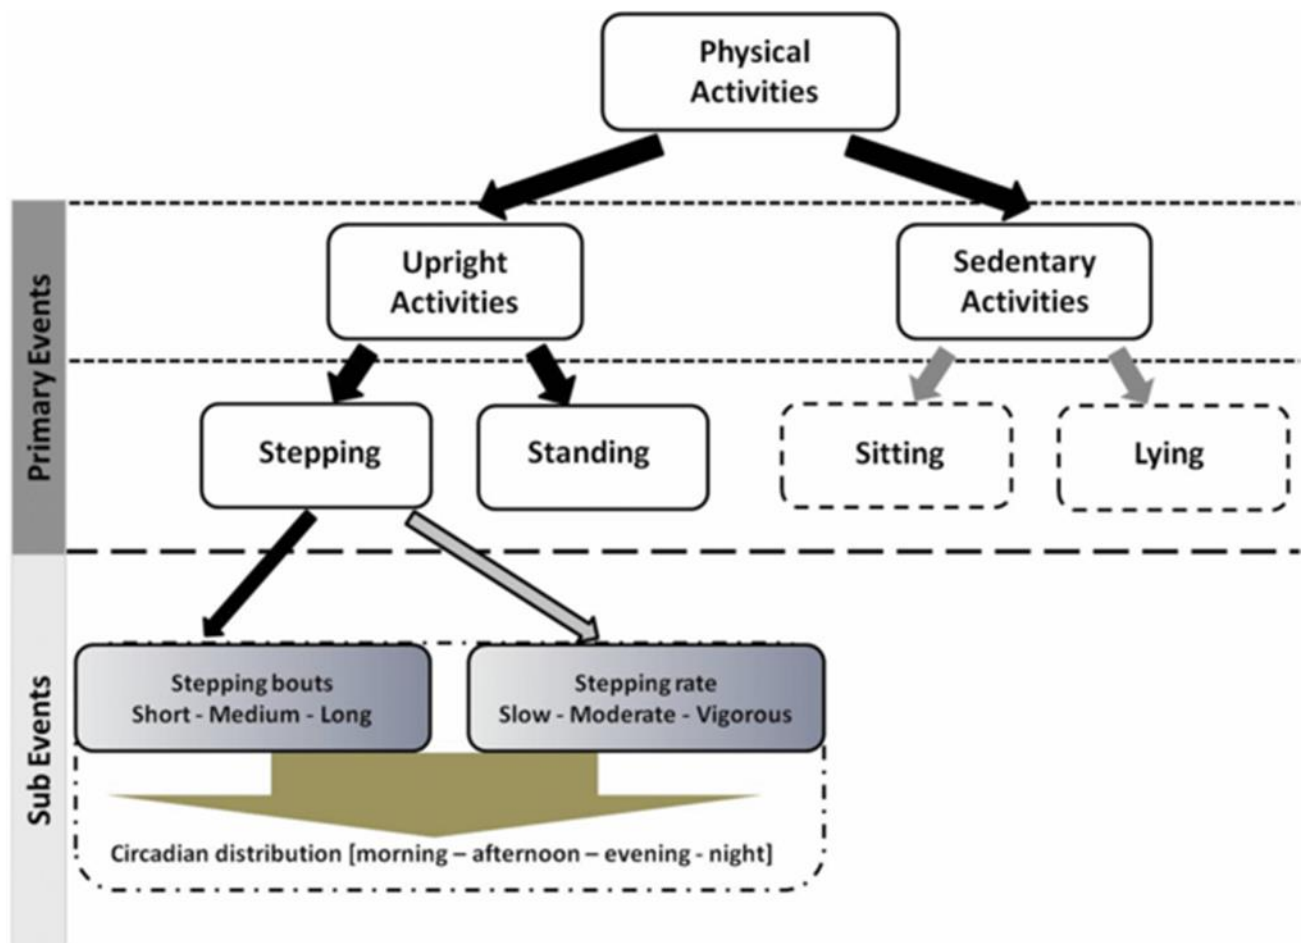 Physical
Activities
Primary Events
Upright
Activities
Sedentary
Activities
Stepping
Standing
Sitting
Lying
Sub Events
Stepping bouts
Short - Medium - Long
Stepping rate
Slow - Moderate - Vigorous
Circadian distribution [morning – afternoon – evening - night]